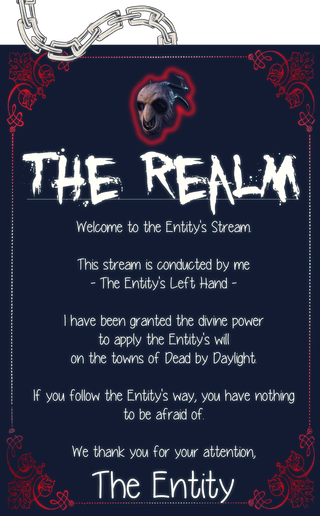 THE REALM
Welcome to the Entity's Stream.
This stream is conducted by me
- The Entity's Left Hand -
I have been granted the divine power
to apply the Entity's will
on the towns of Dead by Daylight.
If you follow the Entity's way, you have nothing
to be afraid of.
We thank you for your attention,
The Entity